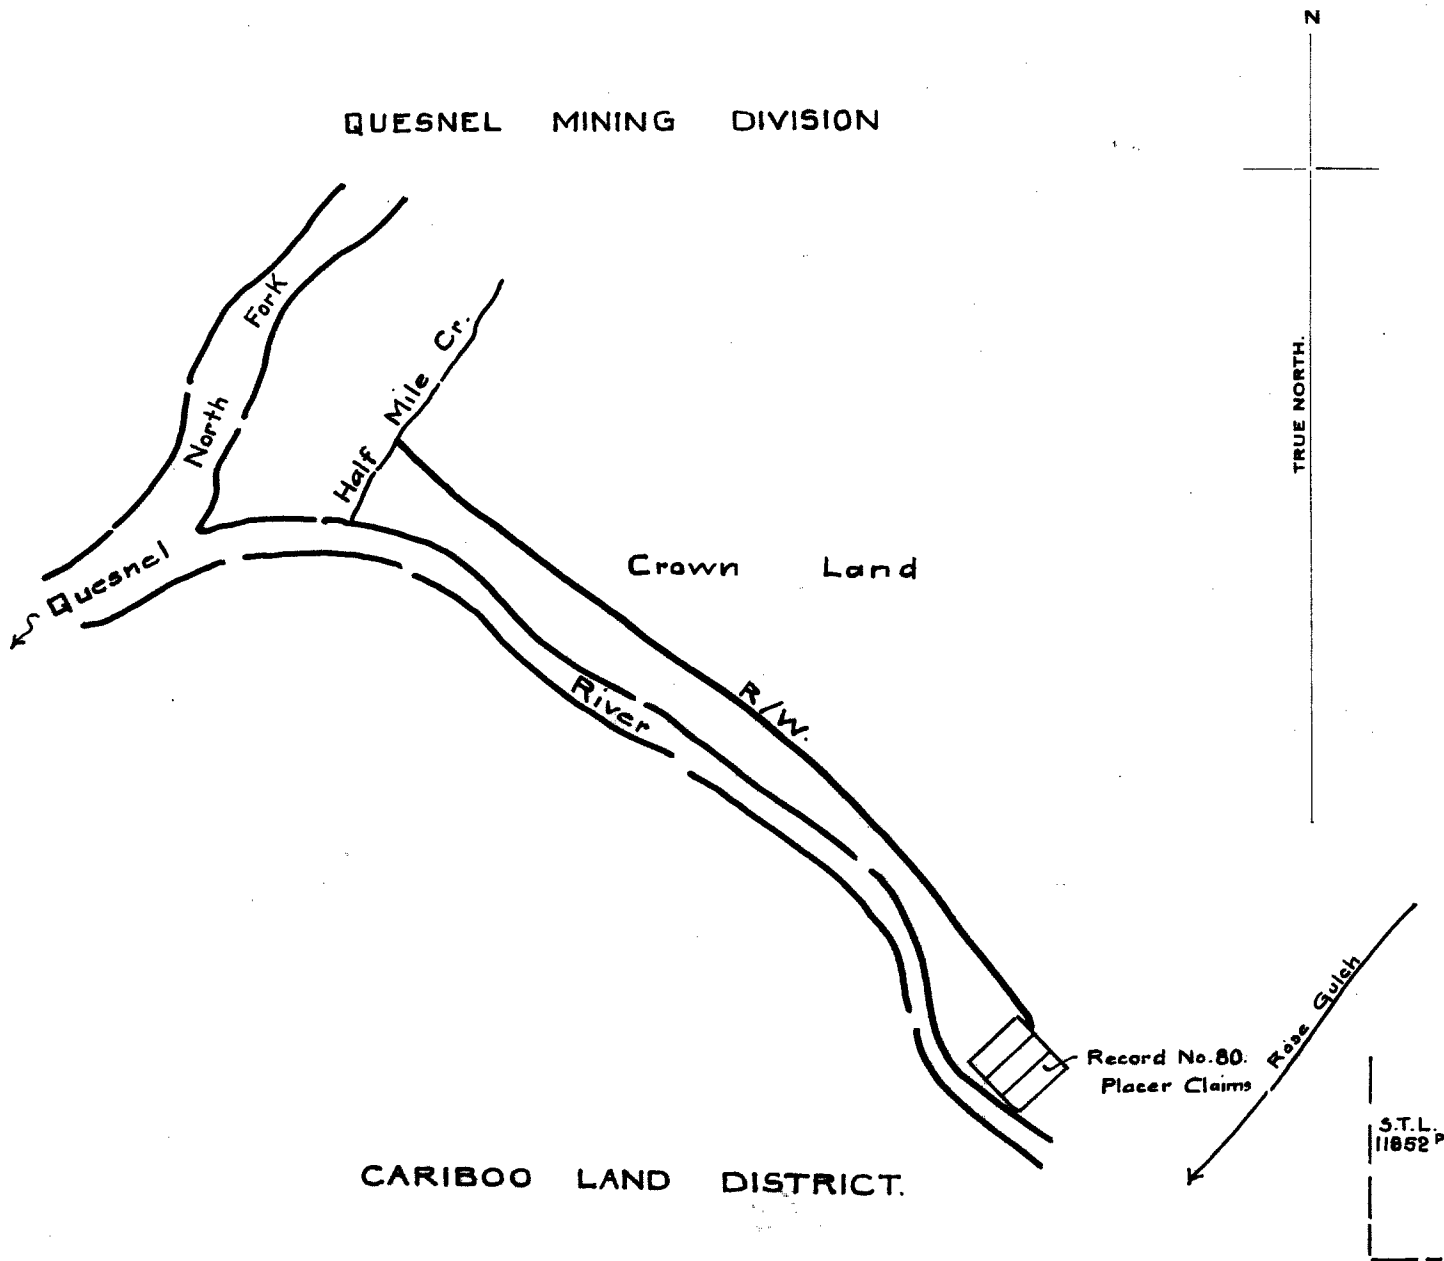 N
QUESNEL MINING DIVISION
TRUE NORTH.
North Fork
Half Mile Cr.
Crown Land
Quesnel River
R/W.
Rose Gulch
Record No. 80.
Placer Claims
S.T.L.
11852 P
CARIBOO LAND DISTRICT.